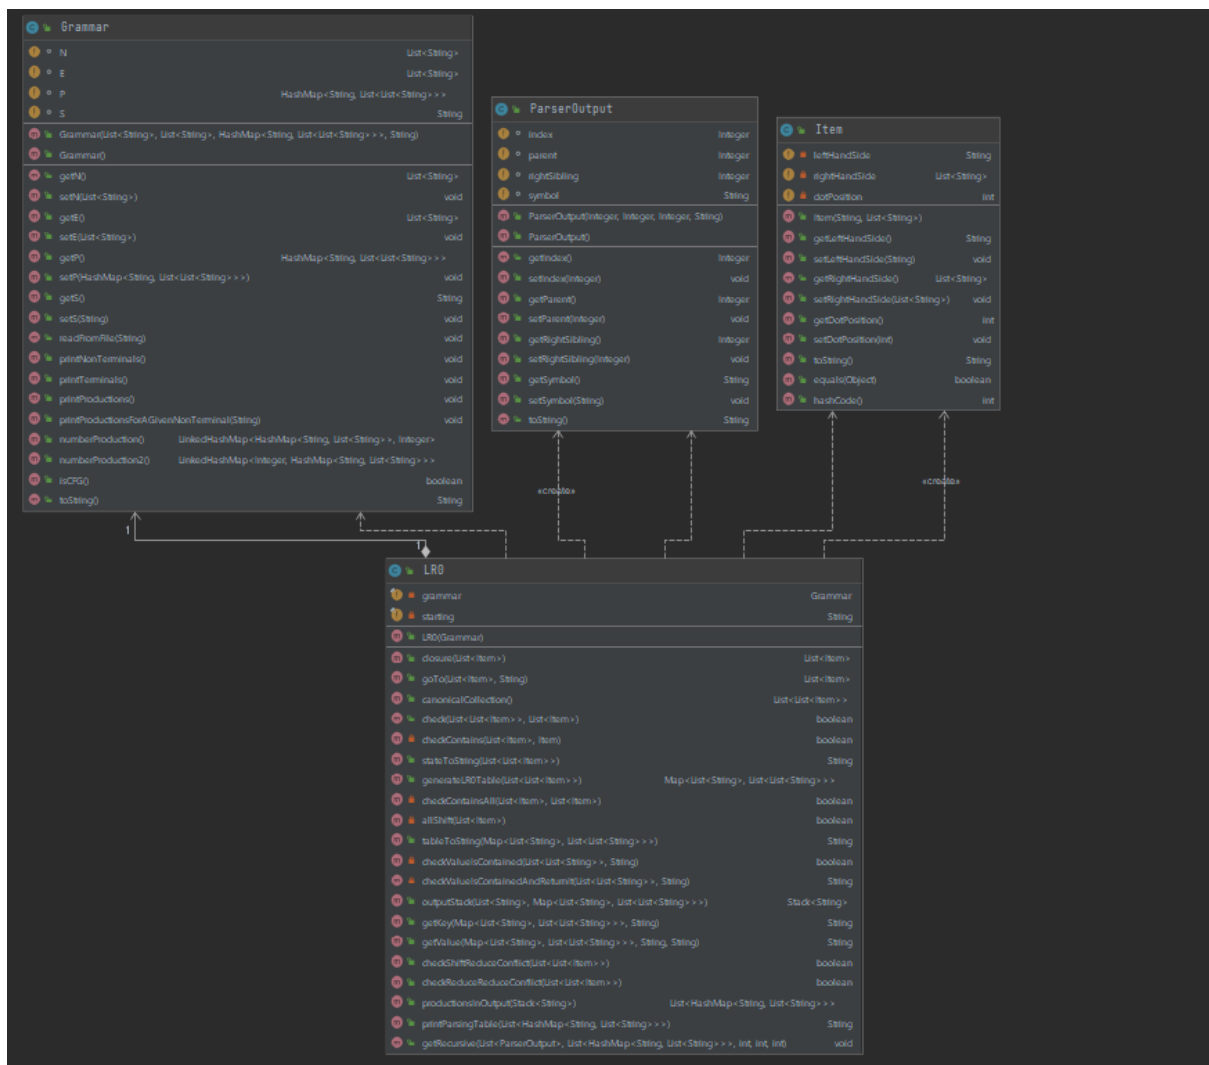 Grammar
N List<String>
E List<String>
P HashMap<String, List<List<String>>>
S String
Grammar(List<String>, List<String>, HashMap<String, List<List<String>>>, String)
Grammar()
getN() List<String>
setN(List<String>) void
getE() List<String>
setE(List<String>) void
getP() HashMap<String, List<List<String>>>
setP(HashMap<String, List<List<String>>>) void
getS() String
setS(String) void
readFromFile(String) void
printNonTerminals() void
printTerminals() void
printProductions() void
printProductionsForAGivenNonTerminal(String) void
numberProduction() LinkedHashMap<HashMap<String, List<String>>, Integer>
numberProduction2() LinkedHashMap<Integer, HashMap<String, List<String>>>
isCFG() boolean
toString() String
ParserOutput
index Integer
parent Integer
rightSibling Integer
symbol String
ParserOutput(Integer, Integer, Integer, String)
ParserOutput()
getIndex() Integer
setIndex(Integer) void
getParent() Integer
setParent(Integer) void
getRightSibling() Integer
setRightSibling(Integer) void
getSymbol() String
setSymbol(String) void
toString() String
Item
leftHandSide String
rightHandSide List<String>
dotPosition int
Item(String, List<String>)
getLeftHandSide() String
setLeftHandSide(String) void
getRightHandSide() List<String>
setRightHandSide(List<String>) void
getDotPosition() int
setDotPosition(int) void
toString() String
equals(Object) boolean
hashCode() int
«create»
«create»
1
1
LR0
grammar Grammar
starting String
LR0(Grammar)
closure(List<Item>) List<Item>
goTo(List<Item>, String) List<Item>
canonicalCollection() List<List<Item>>
check(List<List<Item>>, List<Item>) boolean
checkContains(List<Item>, Item) boolean
stateToString(List<List<Item>>) String
generateLR0Table(List<List<Item>>) Map<List<String>, List<List<String>>>
checkContainsAll(List<Item>, List<Item>) boolean
allShift(List<Item>) boolean
tableToString(Map<List<String>, List<List<String>>>) String
checkValueIsContained(List<List<String>>, String) boolean
checkValueIsContainedAndReturnIt(List<List<String>>, String) String
outputStack(List<String>, Map<List<String>, List<List<String>>>) Stack<String>
getKey(Map<List<String>, List<List<String>>>, String) String
getValue(Map<List<String>, List<List<String>>>, String, String) String
checkShiftReduceConflict(List<List<Item>>) boolean
checkReduceReduceConflict(List<List<Item>>) boolean
productionsInOutput(Stack<String>) List<HashMap<String, List<String>>>
printParsingTable(List<HashMap<String, List<String>>>) String
getRecursive(List<ParserOutput>, List<HashMap<String, List<String>>>, int, int, int) void